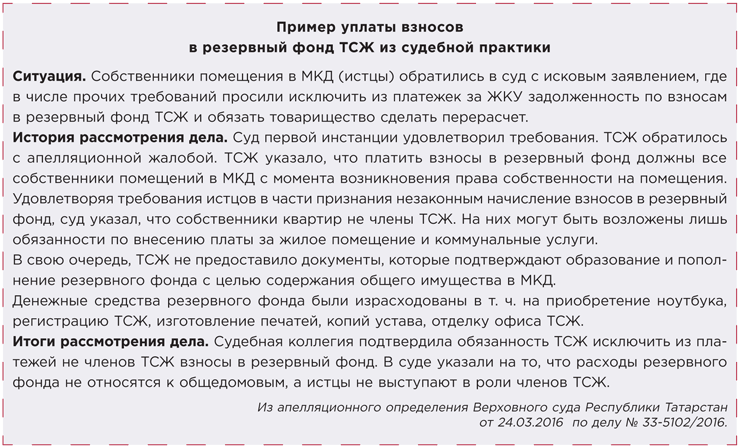 Пример уплаты взносов
в резервный фонд ТСЖ из судебной практики
Ситуация. Собственники помещения в МКД (истцы) обратились в суд с исковым заявлением, где
в числе прочих требований просили исключить из платежек за ЖКУ задолженность по взносам
в резервный фонд ТСЖ и обязать товарищество сделать перерасчет.
История рассмотрения дела. Суд первой инстанции удовлетворил требования. ТСЖ обратилось
с апелляционной жалобой. ТСЖ указало, что платить взносы в резервный фонд должны все
собственники помещений в МКД с момента возникновения права собственности на помещения.
Удовлетворяя требования истцов в части признания незаконным начисление взносов в резервный
фонд, суд указал, что собственники квартир не члены ТСЖ. На них могут быть возложены лишь
обязанности по внесению платы за жилое помещение и коммунальные услуги.
В свою очередь, ТСЖ не предоставило документы, которые подтверждают образование и попол-
нение резервного фонда с целью содержания общего имущества в МКД.
Денежные средства резервного фонда были израсходованы в т. ч. на приобретение ноутбука,
регистрацию ТСЖ, изготовление печатей, копий устава, отделку офиса ТСЖ.
Итоги рассмотрения дела. Судебная коллегия подтвердила обязанность ТСЖ исключить из пла-
тежей не членов ТСЖ взносы в резервный фонд. В суде указали на то, что расходы резервного
фонда не относятся к общедомовым, а истцы не выступают в роли членов ТСЖ.
Из апелляционного определения Верховного суда Республики Татарстан
от 24.03.2016 по делу № 33-5102/2016.